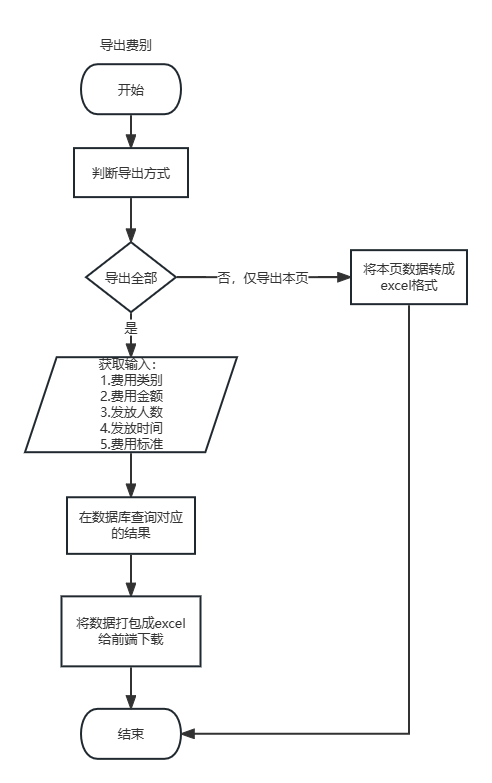 导出费别
开始
判断导出方式
导出全部
否，仅导出本页
将本页数据转成
excel格式
是
获取输入：
1.费用类别
2.费用金额
3.发放人数
4.发放时间
5.费用标准
在数据库查询对应
的结果
将数据打包成excel
给前端下载
结束